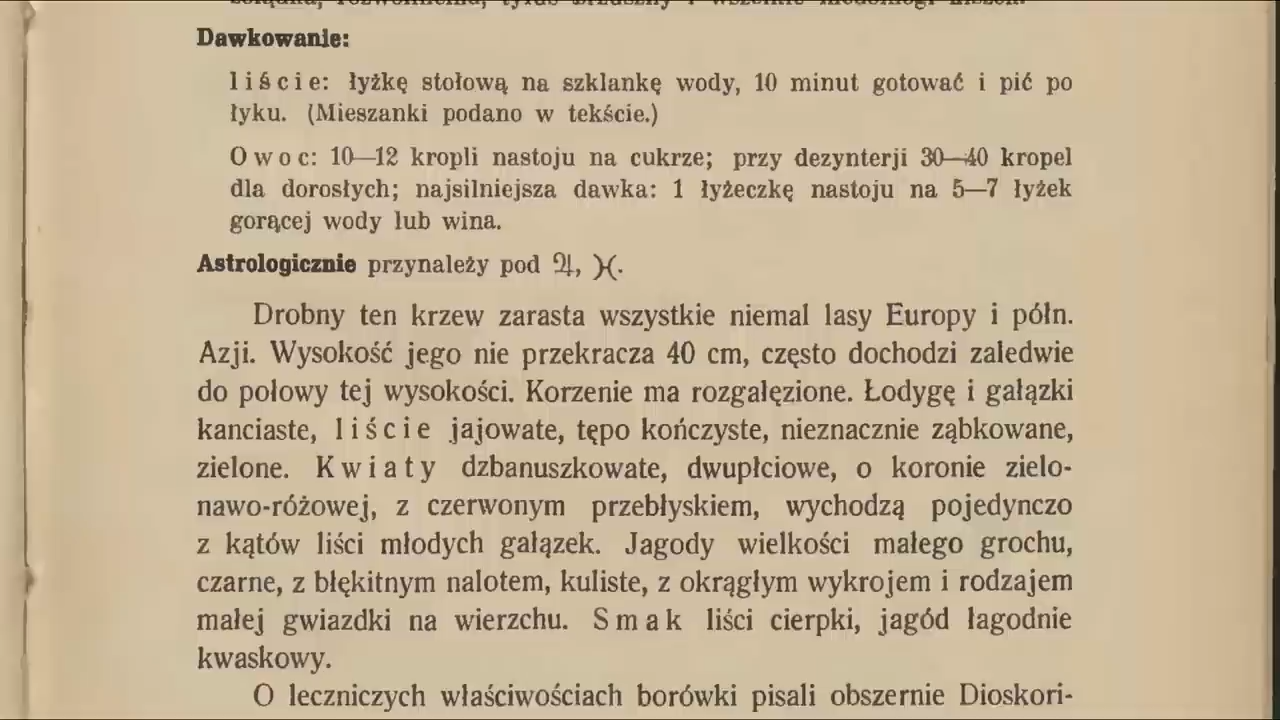 Dawkowanie:
liście: łyżkę stołową na szklankę wody, 10 minut gotować i pić po
łyku. (Mieszanki podano w tekście.)
Owoc: 10—12 kropli nastoju na cukrze; przy dezynterji 30—40 kropel
dla dorosłych; najsilniejsza dawka: 1 łyżeczkę nastoju na 5—7 łyżek
gorącej wody lub wina.
Astrologicznie przynależy pod ♃, ♓.
Drobny ten krzew zarasta wszystkie niemal lasy Europy i półn.
Azji. Wysokość jego nie przekracza 40 cm, często dochodzi zaledwie
do połowy tej wysokości. Korzenie ma rozgałęzione. Łodygę i gałązki
kanciaste, liście jajowate, tępo kończyste, nieznacznie ząbkowane,
zielone. Kwiaty dzbanuszkowate, dwupłciowe, o koronie zielo-
nawo-różowej, z czerwonym przebłyskiem, wychodzą pojedynczo
z kątów liści młodych gałązek. Jagody wielkości małego grochu,
czarne, z błękitnym nalotem, kuliste, z okrągłym wykrojem i rodzajem
małej gwiazdki na wierzchu. Smak liści cierpki, jagód łagodnie
kwaskowy.
O leczniczych właściwościach borówki pisali obszernie Dioskori-